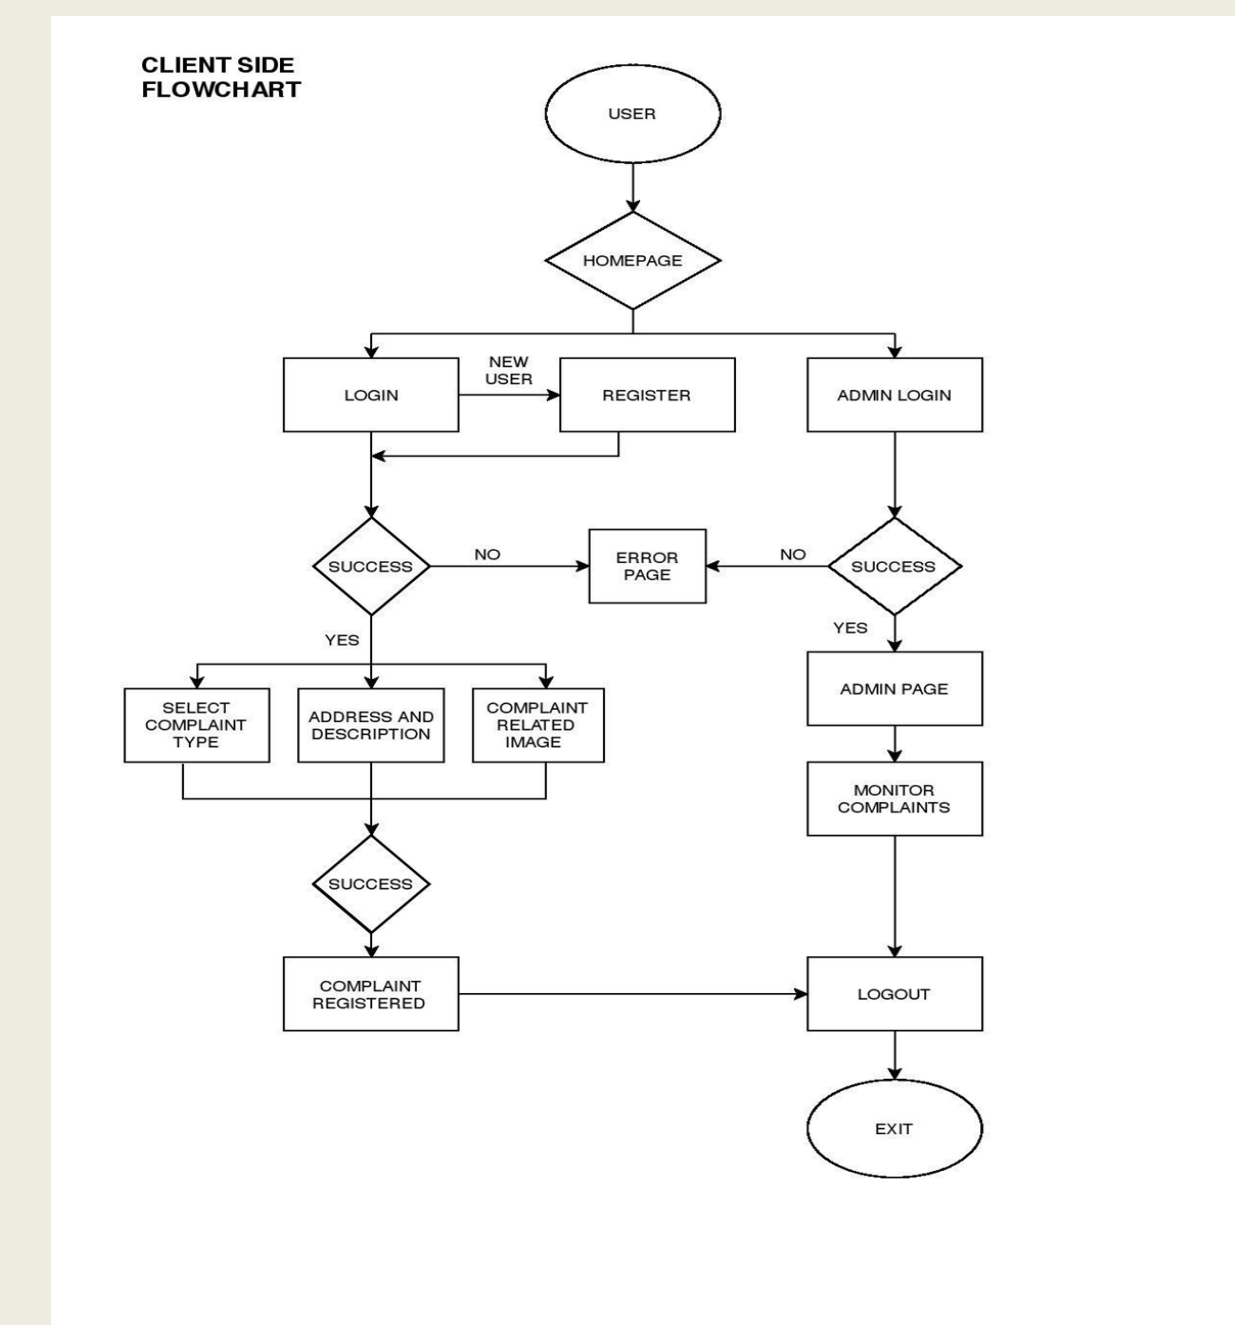 CLIENT SIDE
FLOWCHART
USER
HOMEPAGE
LOGIN
NEW
USER
REGISTER
ADMIN LOGIN
SUCCESS
NO
ERROR
PAGE
NO
SUCCESS
YES
YES
SELECT
COMPLAINT
TYPE
ADDRESS AND
DESCRIPTION
COMPLAINT
RELATED
IMAGE
ADMIN PAGE
MONITOR
COMPLAINTS
SUCCESS
COMPLAINT
REGISTERED
LOGOUT
EXIT